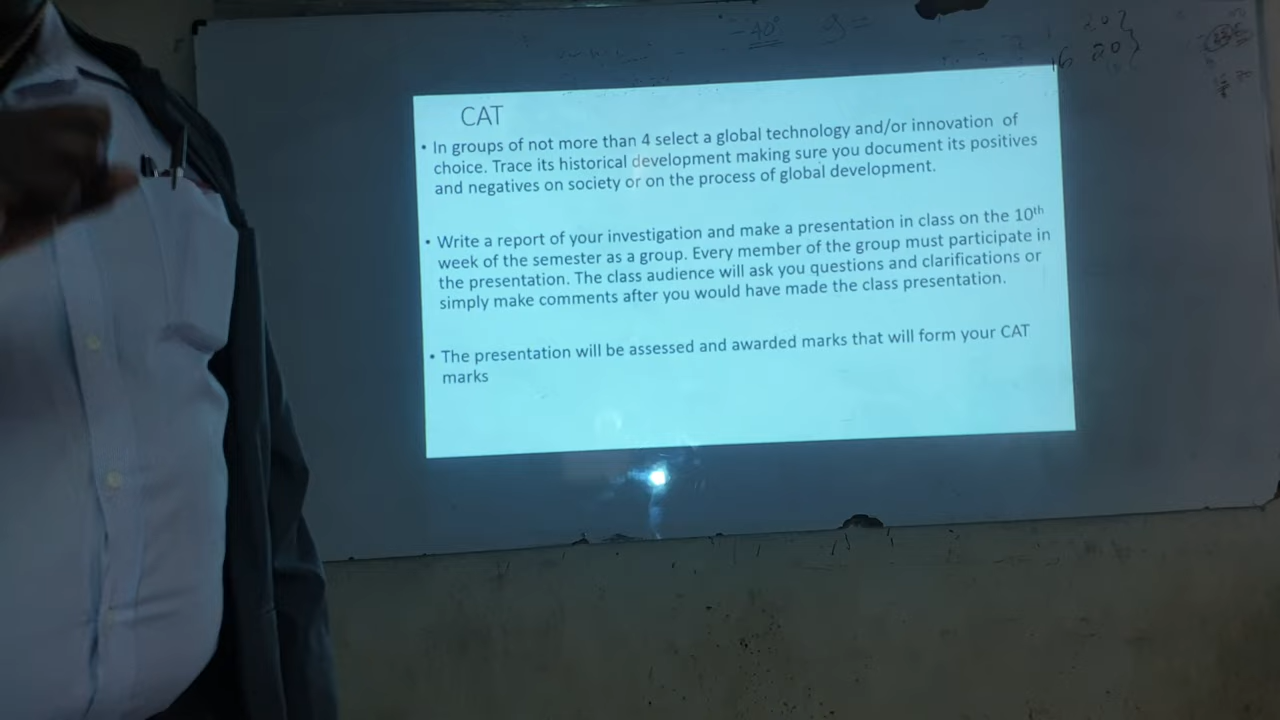 CAT
• In groups of not more than 4 select a global technology and/or innovation of
choice. Trace its historical development making sure you document its positives
and negatives on society or on the process of global development.
• Write a report of your investigation and make a presentation in class on the 10th
week of the semester as a group. Every member of the group must participate in
the presentation. The class audience will ask you questions and clarifications or
simply make comments after you would have made the class presentation.
• The presentation will be assessed and awarded marks that will form your CAT
marks